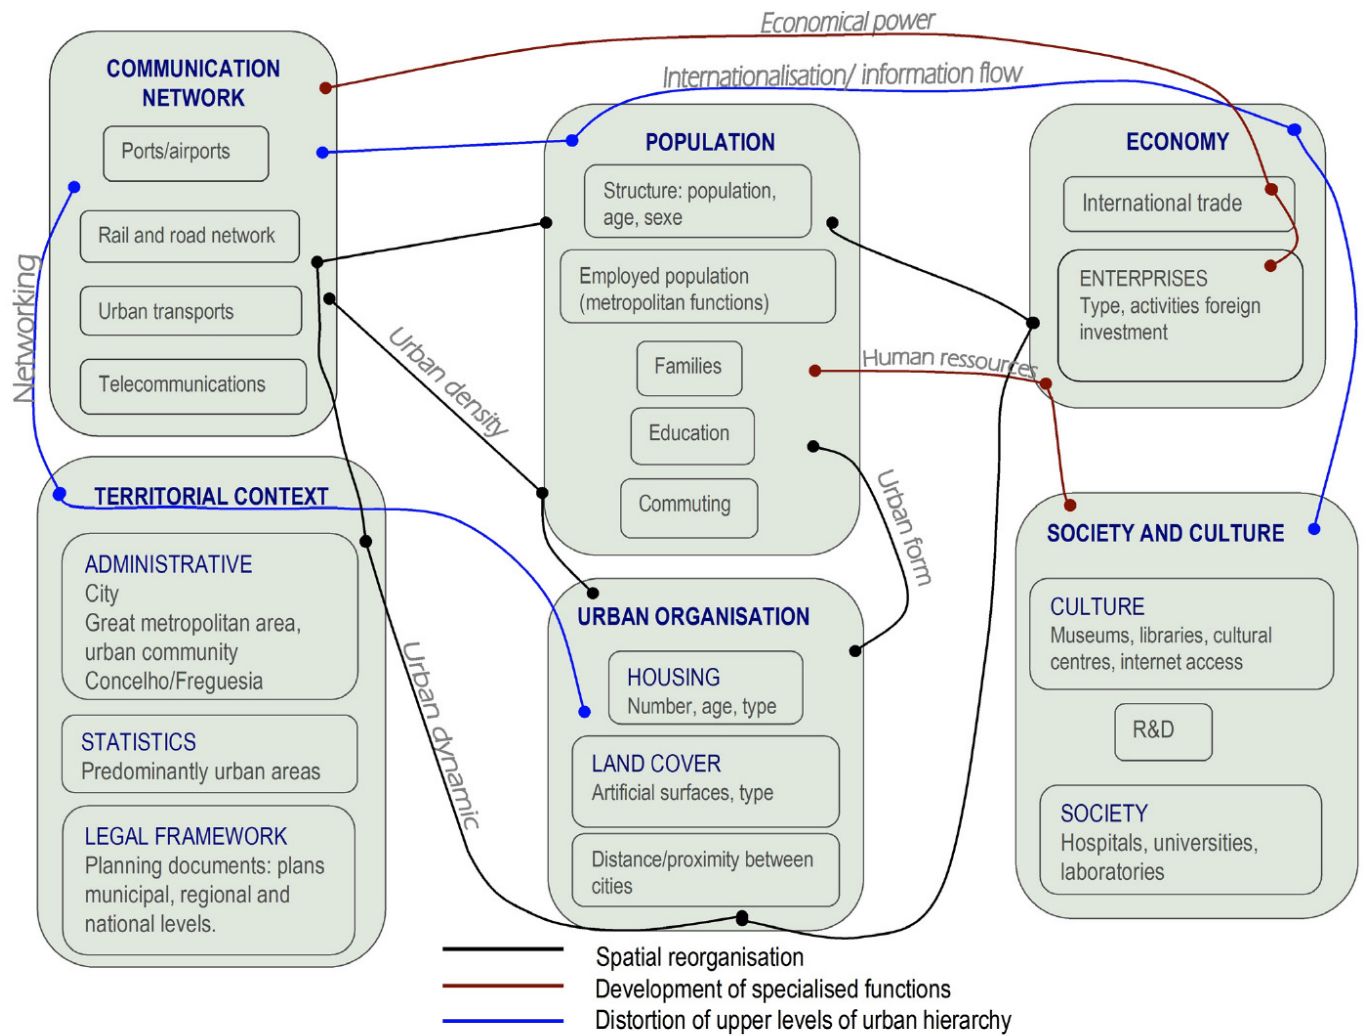 Economical power
Internationalisation/ information flow
COMMUNICATION
NETWORK
Ports/airports
Rail and road network
Urban transports
Telecommunications
Networking
POPULATION
Structure: population,
age, sexe
Employed population
(metropolitan functions)
Families
Education
Commuting
ECONOMY
International trade
ENTERPRISES
Type, activities foreign
investment
Human ressources
Urban density
Urban form
Urban dynamic
TERRITORIAL CONTEXT
ADMINISTRATIVE
City
Great metropolitan area,
urban community
Concelho/Freguesia
STATISTICS
Predominantly urban areas
LEGAL FRAMEWORK
Planning documents: plans
municipal, regional and
national levels.
URBAN ORGANISATION
HOUSING
Number, age, type
LAND COVER
Artificial surfaces, type
Distance/proximity between
cities
SOCIETY AND CULTURE
CULTURE
Museums, libraries, cultural
centres, internet access
R&D
SOCIETY
Hospitals, universities,
laboratories
Spatial reorganisation
Development of specialised functions
Distortion of upper levels of urban hierarchy